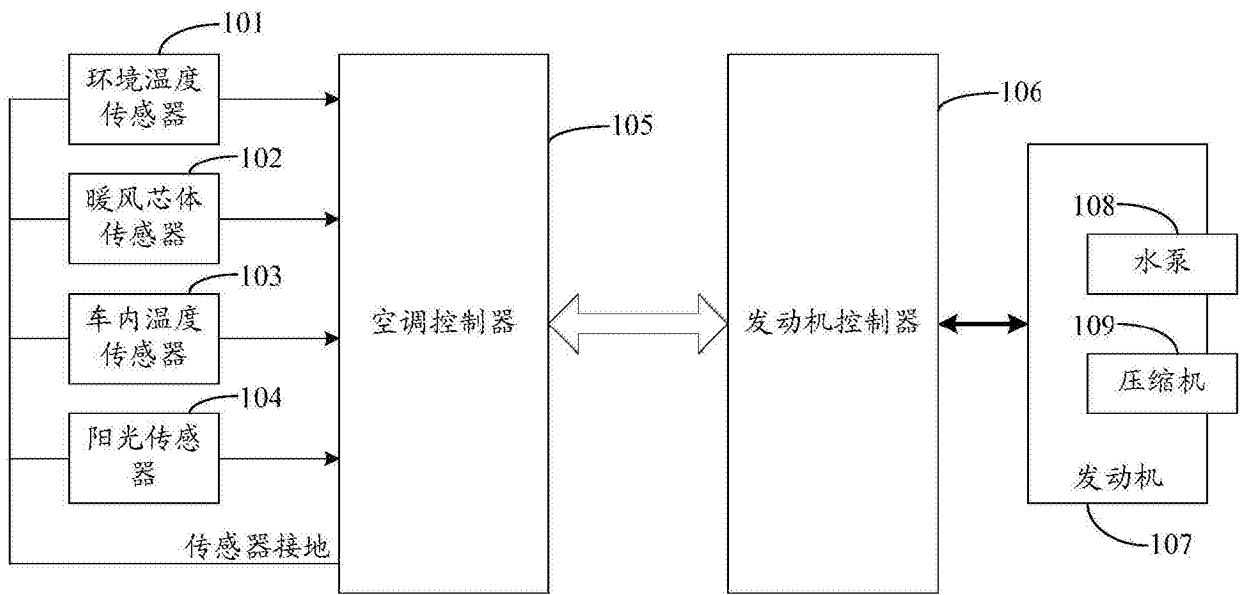 101
环境温度
传感器
102
暖风芯体
传感器
103
车内温度
传感器
104
阳光传感
器
传感器接地
105
空调控制器
106
发动机控制器
108
水泵
109
压缩机
发动机
107